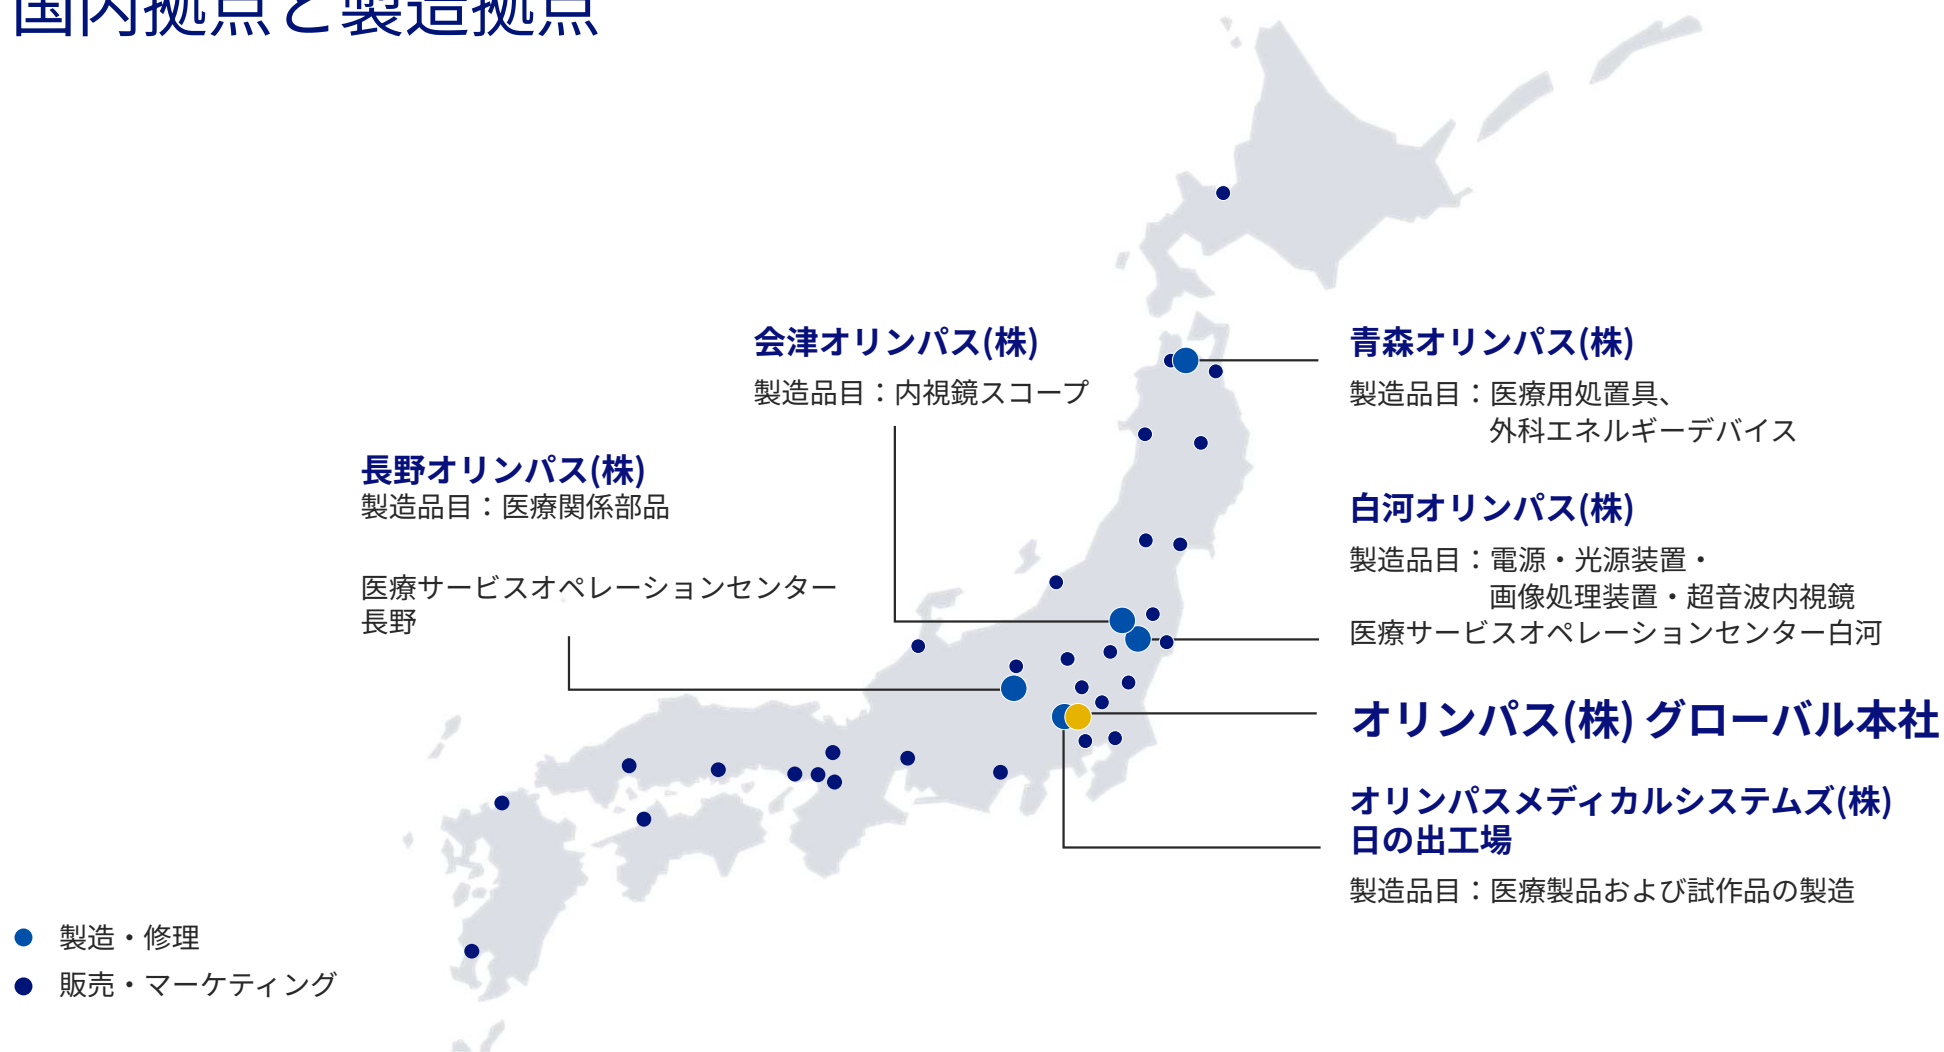 国内拠点と製造拠点
会津オリンパス(株)
製造品目：内視鏡スコープ
長野オリンパス(株)
製造品目：医療関係部品
医療サービスオペレーションセンター
長野
青森オリンパス(株)
製造品目：医療用処置具、
外科エネルギーデバイス
白河オリンパス(株)
製造品目：電源・光源装置・
画像処理装置・超音波内視鏡
医療サービスオペレーションセンター白河
オリンパス(株) グローバル本社
オリンパスメディカルシステムズ(株)
日の出工場
製造品目：医療製品および試作品の製造
製造・修理
販売・マーケティング